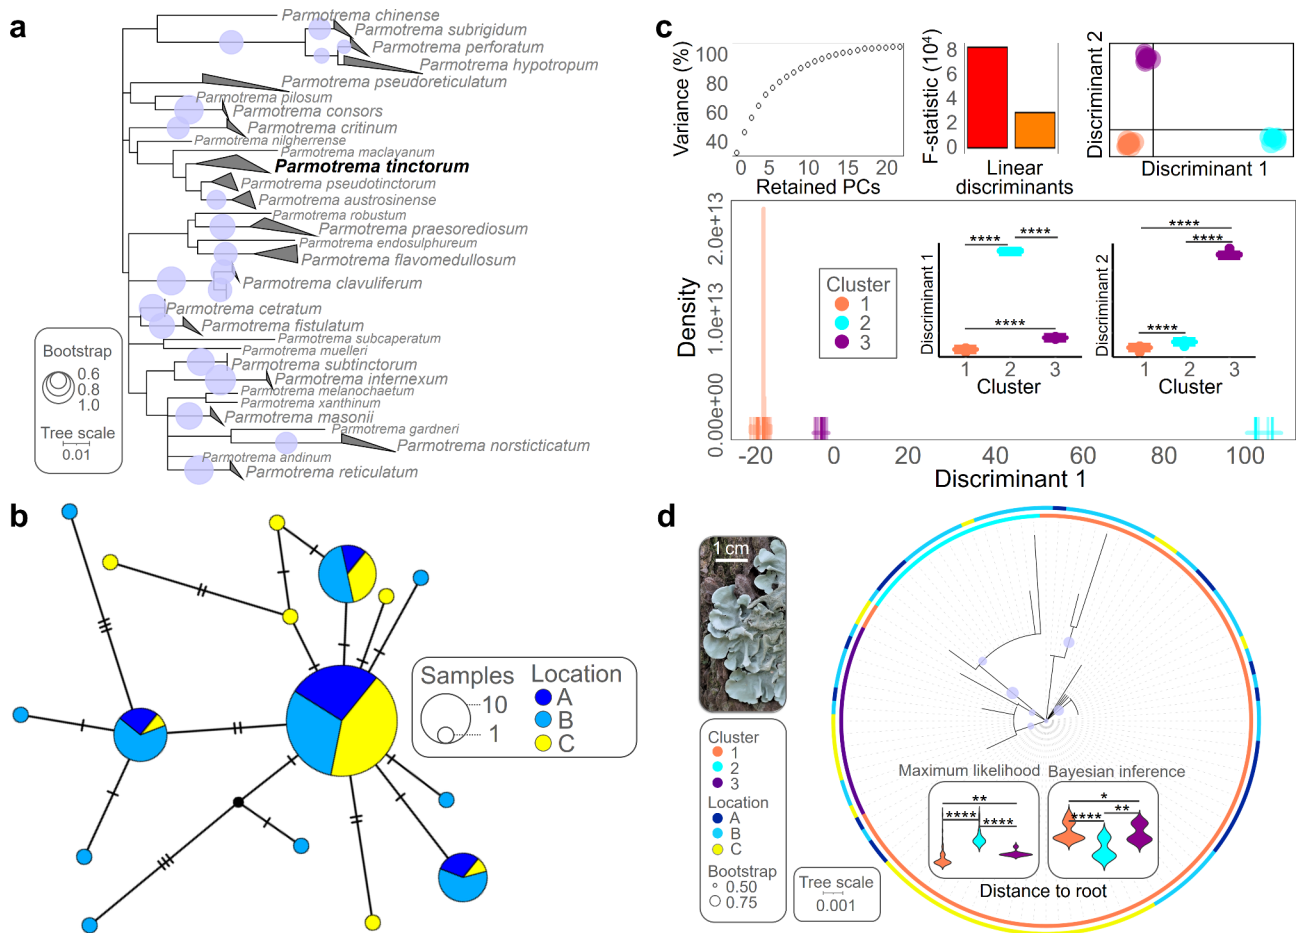 a
Parmotrema chinense
Parmotrema subrigidum
Parmotrema perforatum
Parmotrema hypotropum
Parmotrema pseudoreticulatum
Parmotrema pilosum
Parmotrema consors
Parmotrema critinum
Parmotrema nilgherrense
Parmotrema maclayanum
Parmotrema tinctorum
Parmotrema pseudotinctorum
Parmotrema austrosinense
Parmotrema robustum
Parmotrema praesorediosum
Parmotrema endosulphureum
Parmotrema flavomedullosum
Parmotrema clavuliferum
Parmotrema cetratum
Parmotrema fistulatum
Parmotrema subcaperatum
Parmotrema muelleri
Parmotrema subtinctorum
Parmotrema internexum
Parmotrema melanochaetum
Parmotrema xanthinum
Parmotrema masonii
Parmotrema gardneri
Parmotrema norsticticatum
Parmotrema andinum
Parmotrema reticulatum
Bootstrap
0.6
0.8
1.0
Tree scale
0.01
b
Samples
10
1
Location
A
B
C
c
Variance (%)
100
80
60
40
0 5 10 15 20
Retained PCs
F-statistic (10⁴)
8
6
4
2
0
Linear
discriminants
Discriminant 2
Discriminant 1
Density
2.0e+13
1.0e+13
0.00e+00
-20 0 20 40 60 80 100
Discriminant 1
Cluster
1
2
3
Discriminant 1
**** ****
****
1 2 3
Cluster
Discriminant 2
****
****
****
1 2 3
Cluster
d
1 cm
Cluster
1
2
3
Location
A
B
C
Bootstrap
0.50
0.75
Tree scale
0.001
Maximum likelihood
**
****
****
Bayesian inference
*
**
****
Distance to root